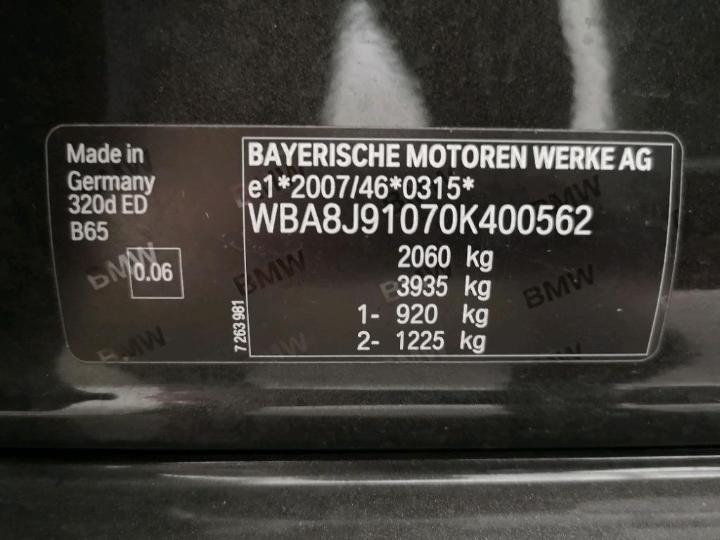 Made in
Germany
320d ED
B65
0.06
7 263 981
BAYERISCHE MOTOREN WERKE AG
e1*2007/46*0315*
WBA8J91070K400562
2060 kg
3935 kg
1- 920 kg
2- 1225 kg
BMW
BMW
BMW
BMW